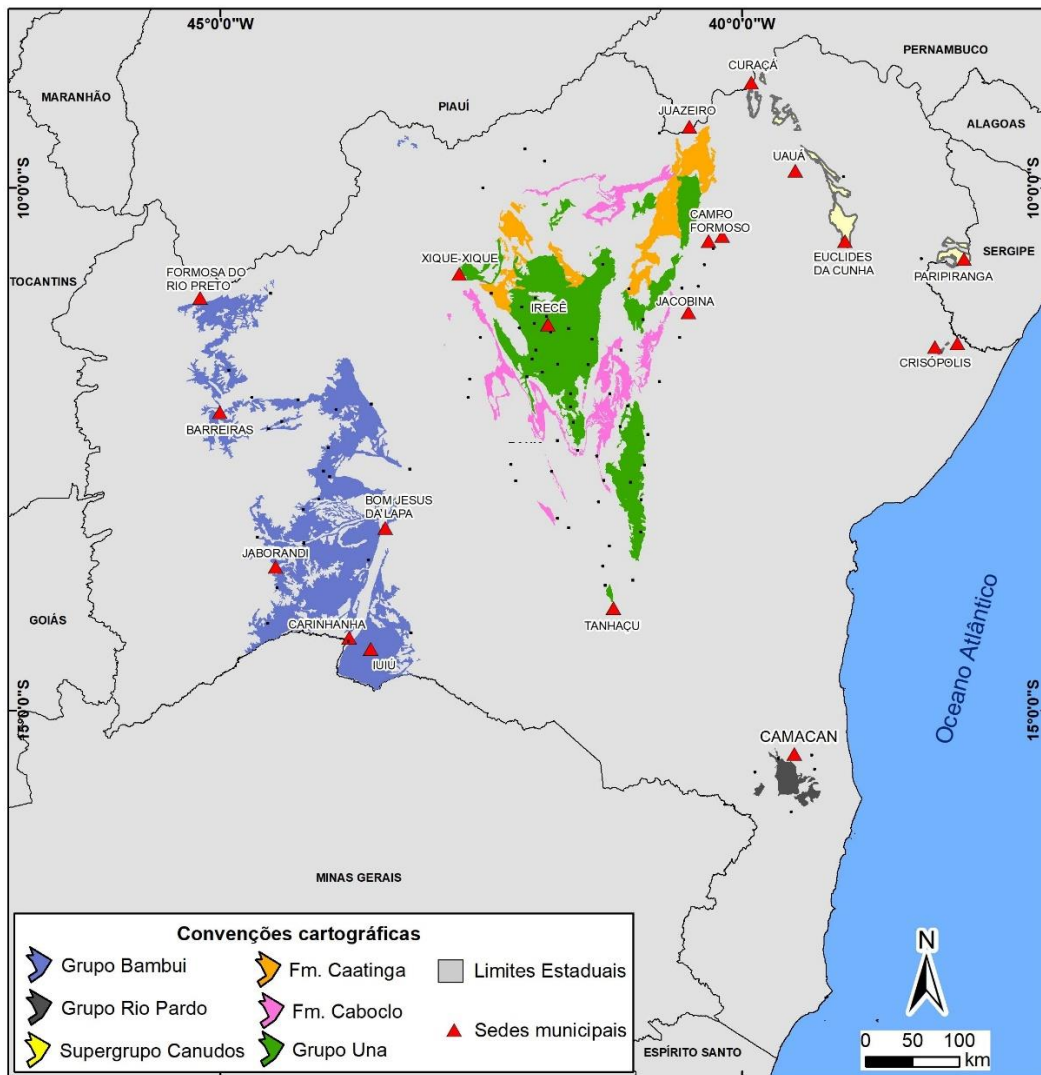 45°0'0"W
40°0'0"W
PERNAMBUCO
CURAÇÁ
MARANHÃO
PIAUÍ
JUAZEIRO
ALAGOAS
UAUÁ
10°0'0"S
10°0'0"S
CAMPO
FORMOSO
SERGIPE
EUCLIDES
DA CUNHA
PARIPIRANGA
XIQUE-XIQUE
FORMOSA DO
RIO PRETO
TOCANTINS
IRECÊ
JACOBINA
CRISÓPOLIS
BARREIRAS
BOM JESUS
DA LAPA
JABORANDI
CARINHANHA
GOIÁS
TANHAÇU
IUIÚ
Oceano Atlântico
15°0'0"S
15°0'0"S
CAMACAN
MINAS GERAIS
Convenções cartográficas
Grupo Bambui
Fm. Caatinga
Limites Estaduais
Grupo Rio Pardo
Fm. Caboclo
Sedes municipais
Supergrupo Canudos
Grupo Una
ESPÍRITO SANTO
N
0 50 100
km